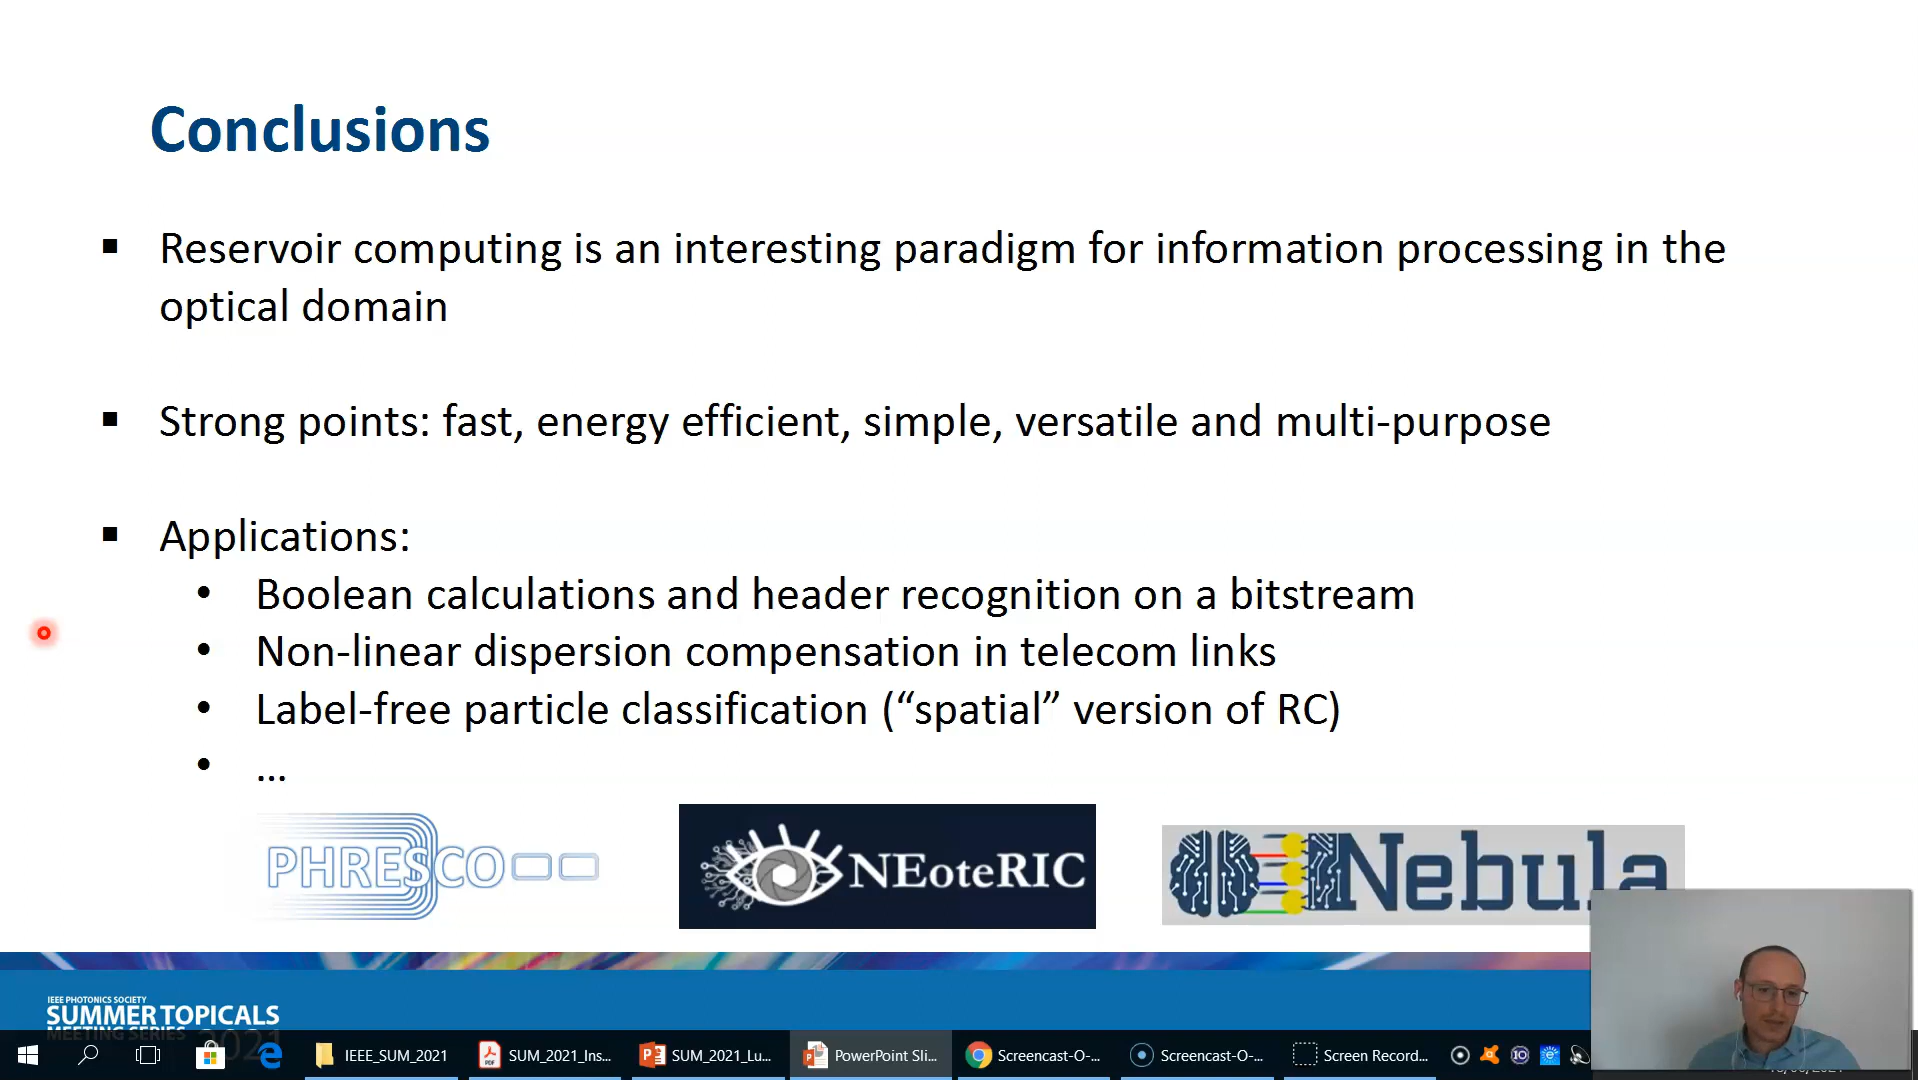 Conclusions
Reservoir computing is an interesting paradigm for information processing in the
optical domain
Strong points: fast, energy efficient, simple, versatile and multi-purpose
Applications:
Boolean calculations and header recognition on a bitstream
Non-linear dispersion compensation in telecom links
Label-free particle classification (“spatial” version of RC)
...
PHRESCO
NEoteRIC
Nebula
IEEE PHOTONICS SOCIETY
SUMMER TOPICALS
MEETING SERIES
IEEE_SUM_2021
SUM_2021_Ins...
SUM_2021_Lu...
PowerPoint Sli...
Screencast-O-...
Screencast-O-...
Screen Record...